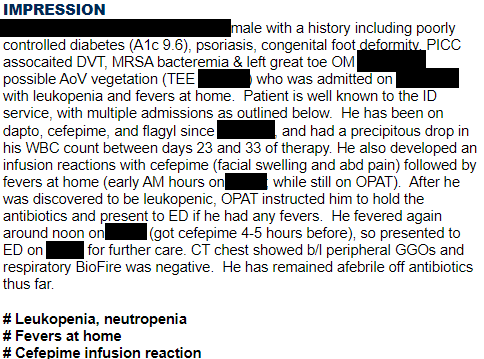 IMPRESSION
male with a history including poorly
controlled diabetes (A1c 9.6), psoriasis, congenital foot deformity, PICC
assocaited DVT, MRSA bacteremia & left great toe OM
possible AoV vegetation (TEE ) who was admitted on
with leukopenia and fevers at home.  Patient is well known to the ID
service, with multiple admissions as outlined below.  He has been on
dapto, cefepime, and flagyl since , and had a precipitous drop in
his WBC count between days 23 and 33 of therapy. He also developed an
infusion reactions with cefepime (facial swelling and abd pain) followed by
fevers at home (early AM hours on while still on OPAT).  After he
was discovered to be leukopenic, OPAT instructed him to hold the
antibiotics and present to ED if he had any fevers.  He fevered again
around noon on (got cefepime 4-5 hours before), so presented to
ED on for further care. CT chest showed b/l peripheral GGOs and
respiratory BioFire was negative.  He has remained afebrile off antibiotics
thus far.
# Leukopenia, neutropenia
# Fevers at home
# Cefepime infusion reaction